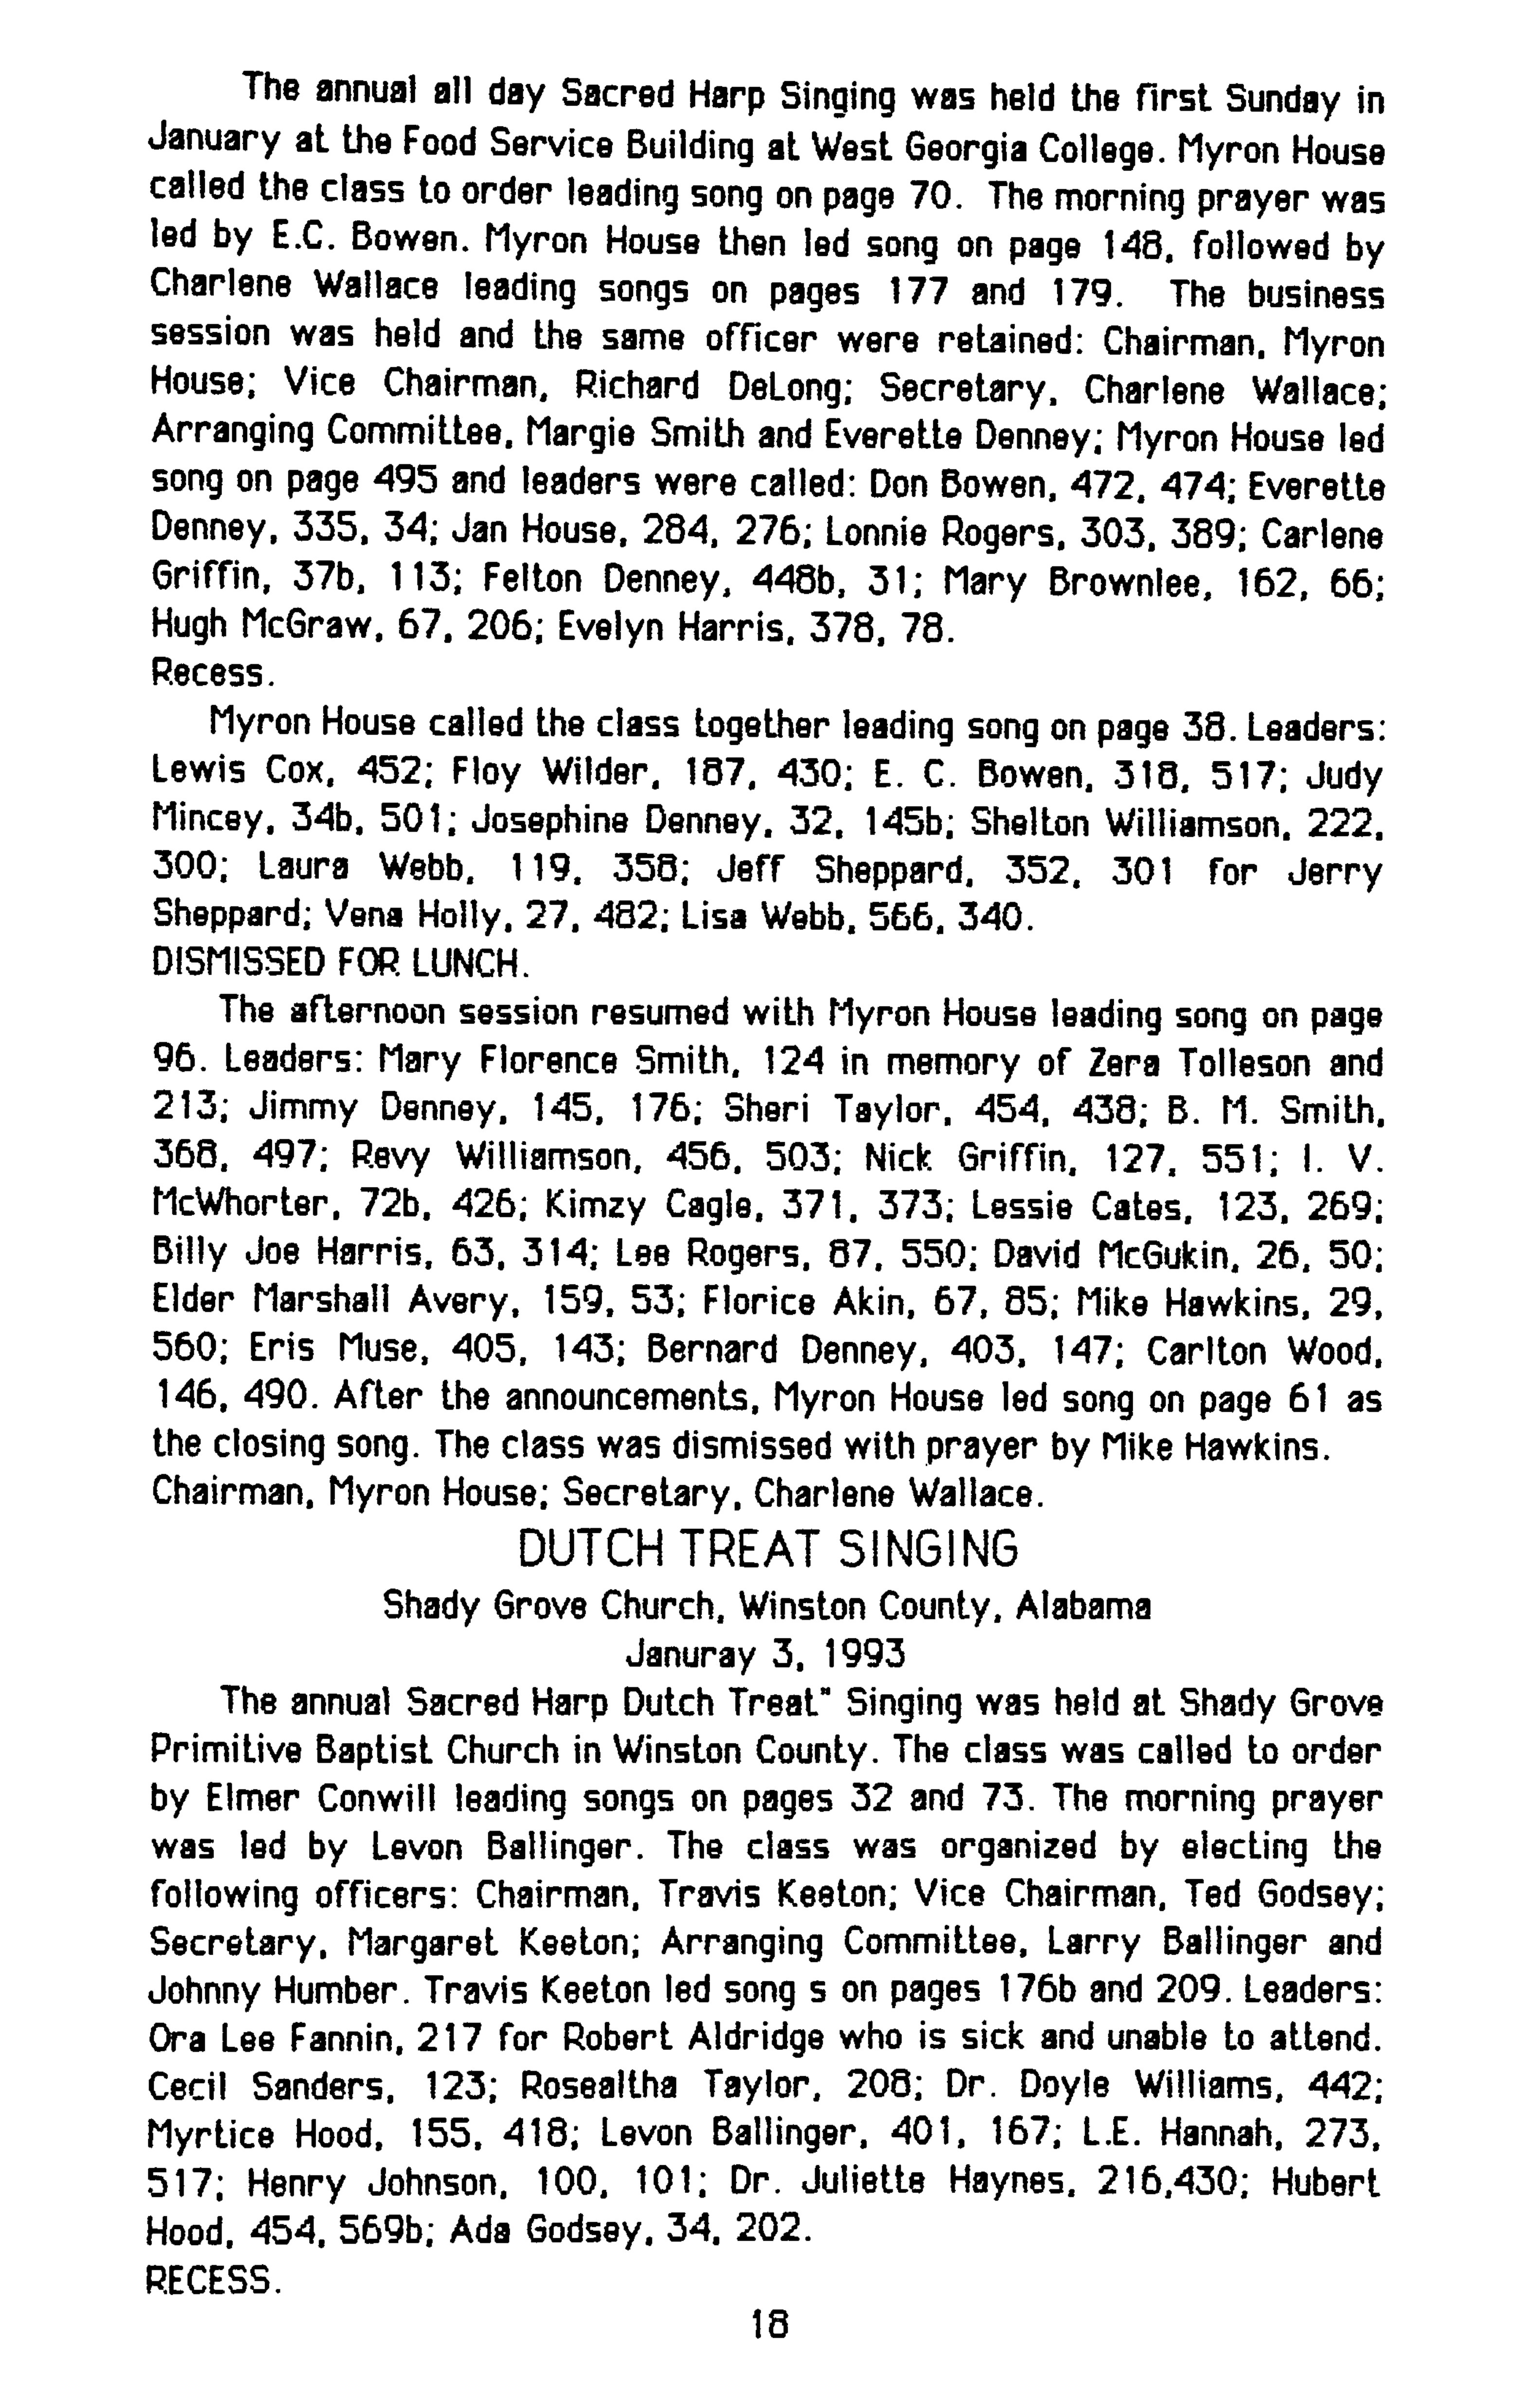 The annual all day Sacred Harp Singing was held the first Sunday in
January at the Food Service Building at West Georgia College. Myron House
called the class to order leading song on page 70. The morning prayer was
led by E.C. Bowen. Myron House then led song on page 148, followed by
Charlene Wallace leading songs on pages 177 and 179. The business
session was held and the same officer were retained: Chairman, Myron
House; Vice Chairman, Richard DeLong; Secretary, Charlene Wallace;
Arranging Committee, Margie Smith and Everette Denney; Myron House led
song on page 495 and leaders were called: Don Bowen, 472, 474; Everette
Denney, 335, 34; Jan House, 284, 276; Lonnie Rogers, 303, 389; Carlene
Griffin, 37b, 113; Felton Denney, 448b, 31; Mary Brownlee, 162, 66;
Hugh McGraw, 67, 206; Evelyn Harris, 378, 78.
Recess.
Myron House called the class together leading song on page 38. Leaders:
Lewis Cox, 452; Floy Wilder, 187, 430; E. C. Bowen, 318, 517; Judy
Mincey, 34b, 501; Josephine Denney, 32, 145b; Shelton Williamson, 222,
300; Laura Webb, 119, 358; Jeff Sheppard, 352, 301 for Jerry
Sheppard; Vena Holly, 27, 482; Lisa Webb, 566, 340.
DISMISSED FOR LUNCH.
The afternoon session resumed with Myron House leading song on page
96. Leaders: Mary Florence Smith, 124 in memory of Zera Tolleson and
213; Jimmy Denney, 145, 176; Sheri Taylor, 454, 438; B. M. Smith,
368, 497; Revy Williamson, 456, 503; Nick Griffin, 127, 551; I. V.
McWhorter, 72b, 426; Kimzy Cagle, 371, 373; Lessie Cates, 123, 269;
Billy Joe Harris, 63, 314; Lee Rogers, 87, 550; David McGukin, 26, 50;
Elder Marshall Avery, 159, 53; Florice Akin, 67, 85; Mike Hawkins, 29,
560; Eris Muse, 405, 143; Bernard Denney, 403, 147; Carlton Wood,
146, 490. After the announcements, Myron House led song on page 61 as
the closing song. The class was dismissed with prayer by Mike Hawkins.
Chairman, Myron House; Secretary, Charlene Wallace.
DUTCH TREAT SINGING
Shady Grove Church, Winston County, Alabama
Januray 3, 1993
The annual Sacred Harp Dutch Treat" Singing was held at Shady Grove
Primitive Baptist Church in Winston County. The class was called to order
by Elmer Conwill leading songs on pages 32 and 73. The morning prayer
was led by Levon Ballinger. The class was organized by electing the
following officers: Chairman, Travis Keeton; Vice Chairman, Ted Godsey;
Secretary, Margaret Keeton; Arranging Committee, Larry Ballinger and
Johnny Humber. Travis Keeton led song s on pages 176b and 209. Leaders:
Ora Lee Fannin, 217 for Robert Aldridge who is sick and unable to attend.
Cecil Sanders, 123; Rosealtha Taylor, 208; Dr. Doyle Williams, 442;
Myrtice Hood, 155, 418; Levon Ballinger, 401, 167; L.E. Hannah, 273,
517; Henry Johnson, 100, 101; Dr. Juliette Haynes, 216,430; Hubert
Hood, 454, 569b; Ada Godsey, 34, 202.
RECESS.
18